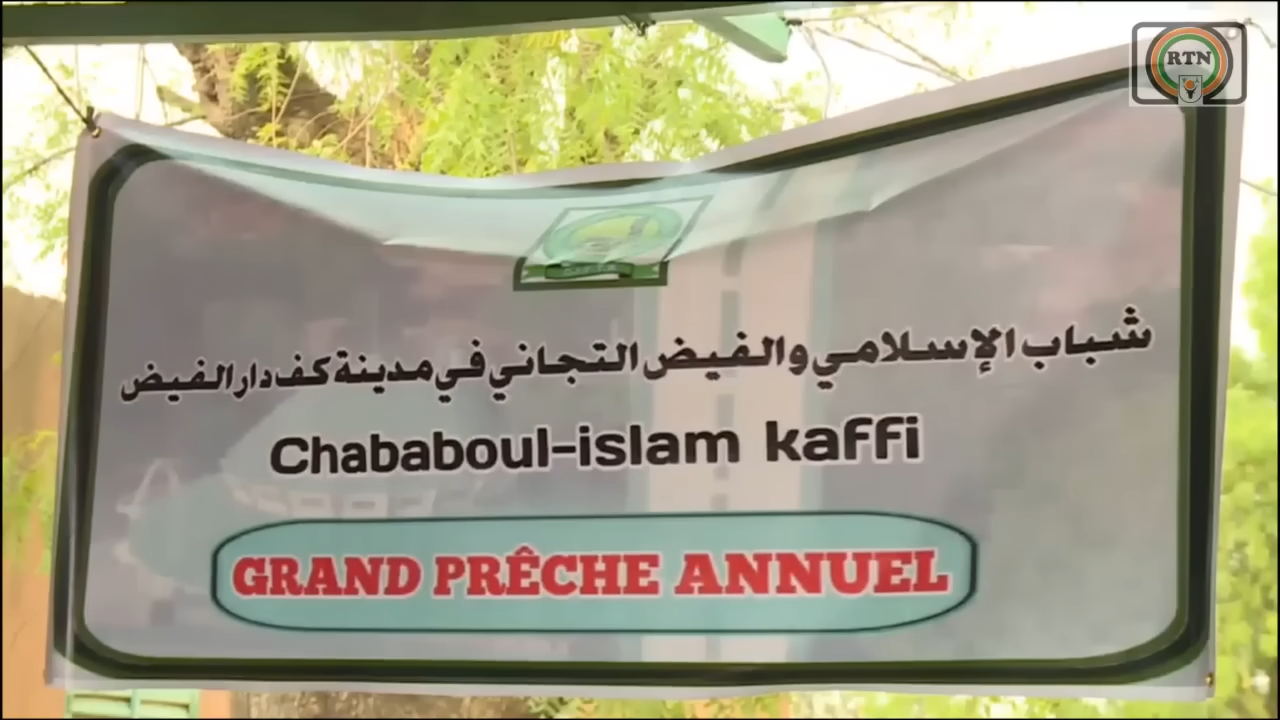 RTN
شباب الإسلامي والفيض التجاني في مدينة كف دار الفيض
Chababoul-islam kaffi
GRAND PRÊCHE ANNUEL